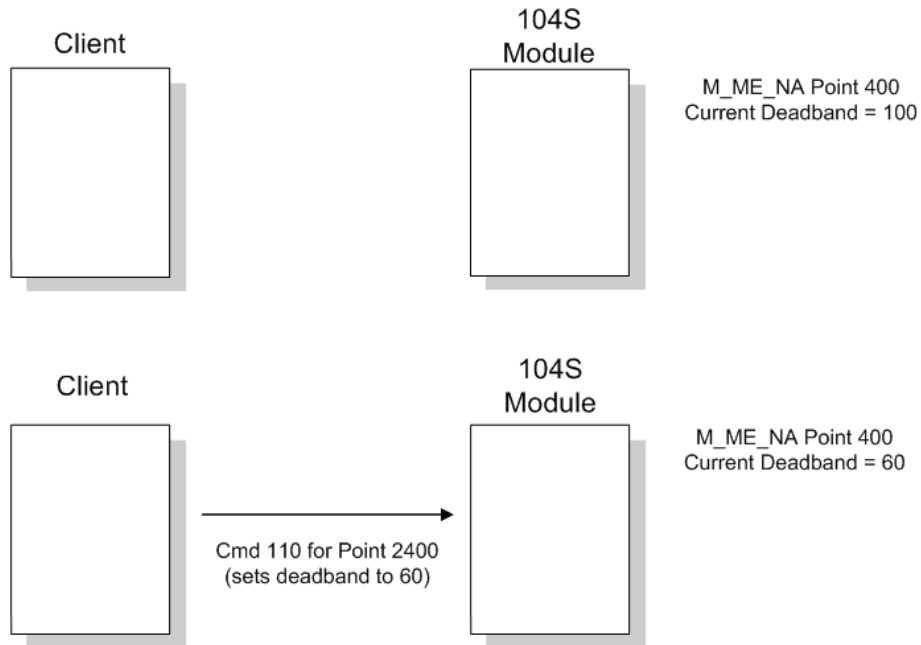 Client
104S
Module
M_ME_NA Point 400
Current Deadband = 100
Client
104S
Module
M_ME_NA Point 400
Current Deadband = 60
Cmd 110 for Point 2400
(sets deadband to 60)